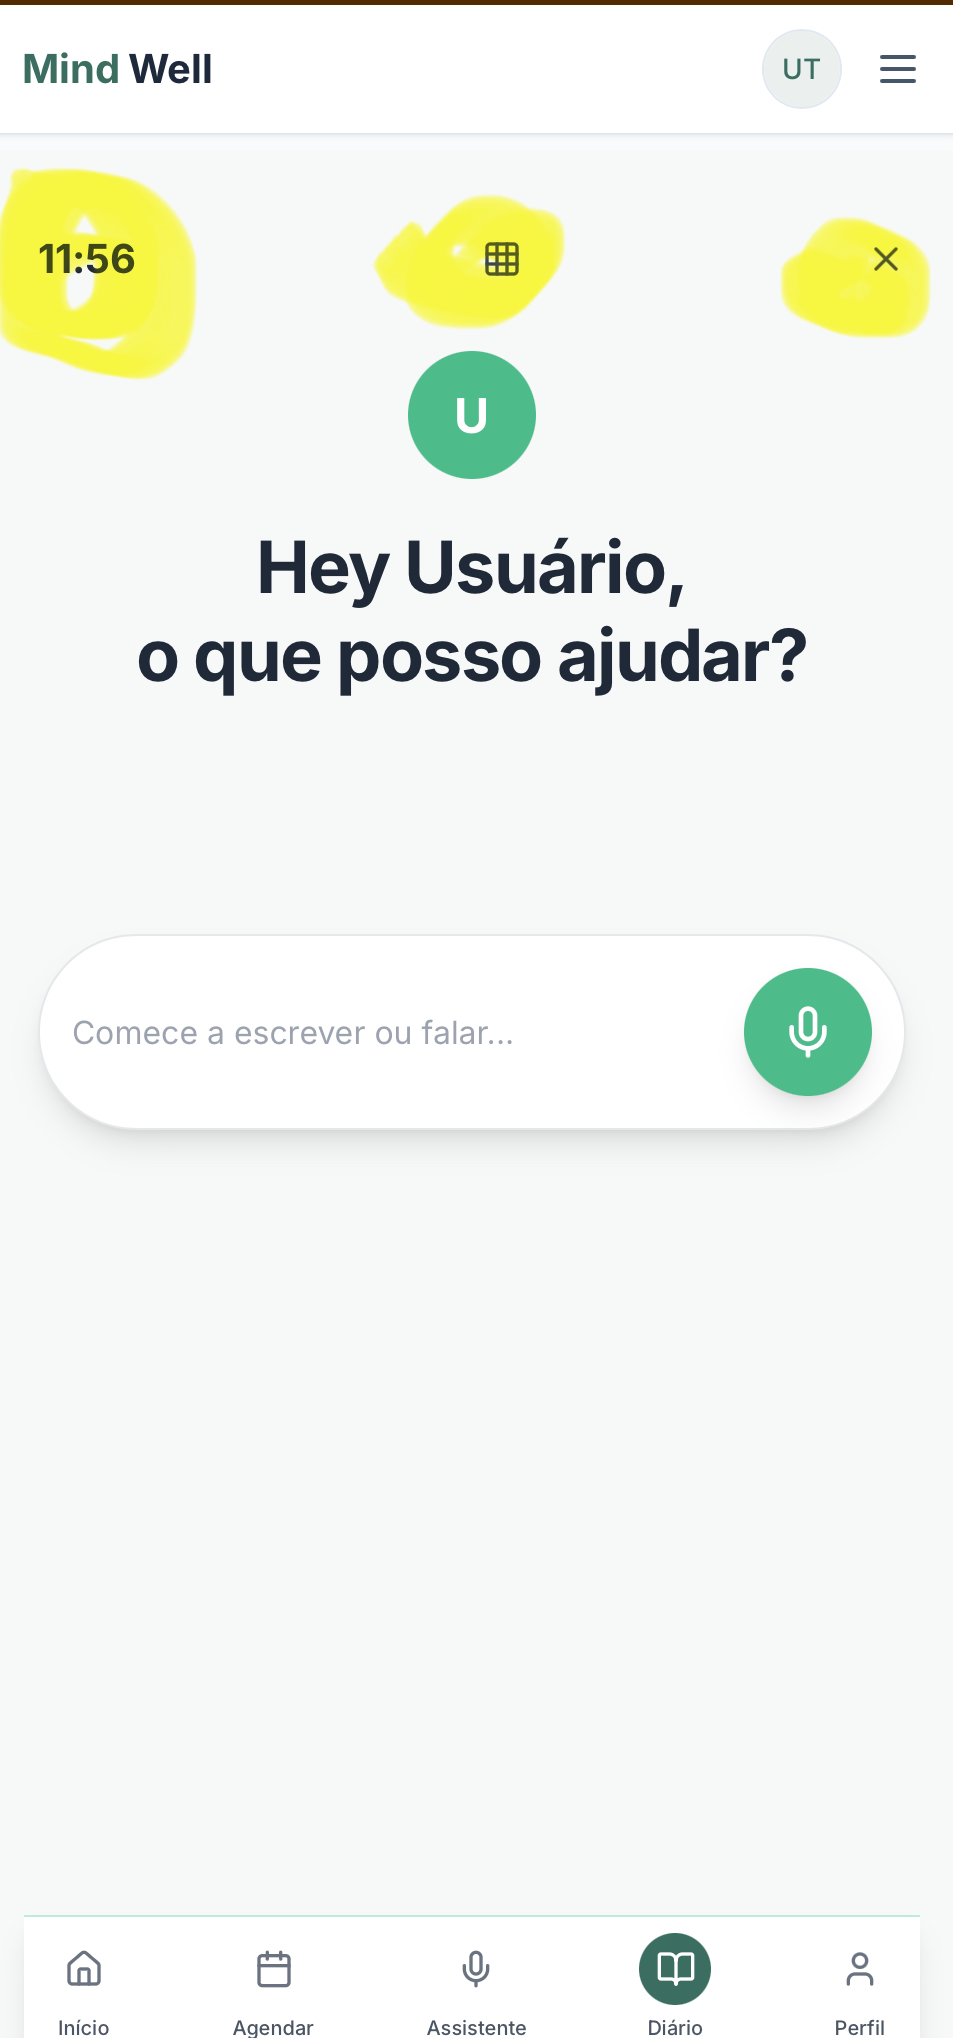 Mind Well
UT
11:56
U
Hey Usuário,
o que posso ajudar?
Comece a escrever ou falar...
Início
Agendar
Assistente
Diário
Perfil